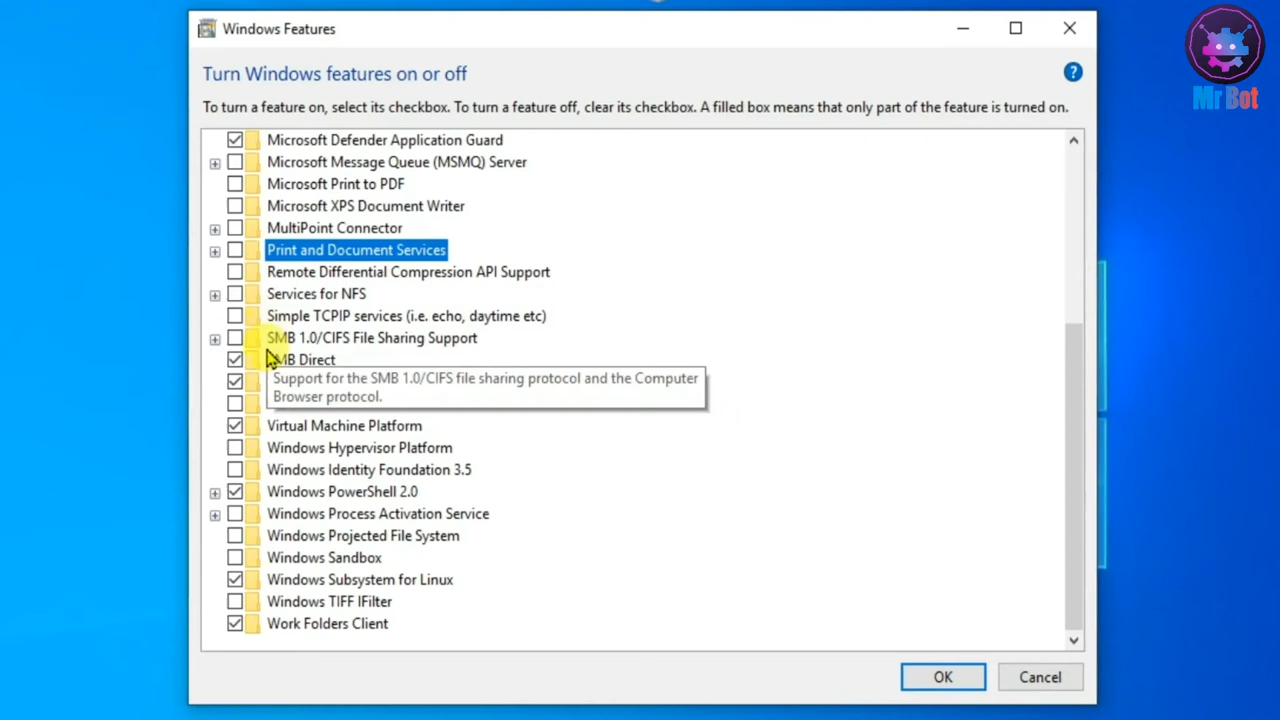 Windows Features
Mr Bot
Turn Windows features on or off
To turn a feature on, select its checkbox. To turn a feature off, clear its checkbox. A filled box means that only part of the feature is turned on.
Microsoft Defender Application Guard
Microsoft Message Queue (MSMQ) Server
Microsoft Print to PDF
Microsoft XPS Document Writer
MultiPoint Connector
Print and Document Services
Remote Differential Compression API Support
Services for NFS
Simple TCPIP services (i.e. echo, daytime etc)
SMB 1.0/CIFS File Sharing Support
SMB Direct
Support for the SMB 1.0/CIFS file sharing protocol and the Computer
Browser protocol.
Virtual Machine Platform
Windows Hypervisor Platform
Windows Identity Foundation 3.5
Windows PowerShell 2.0
Windows Process Activation Service
Windows Projected File System
Windows Sandbox
Windows Subsystem for Linux
Windows TIFF IFilter
Work Folders Client
OK Cancel